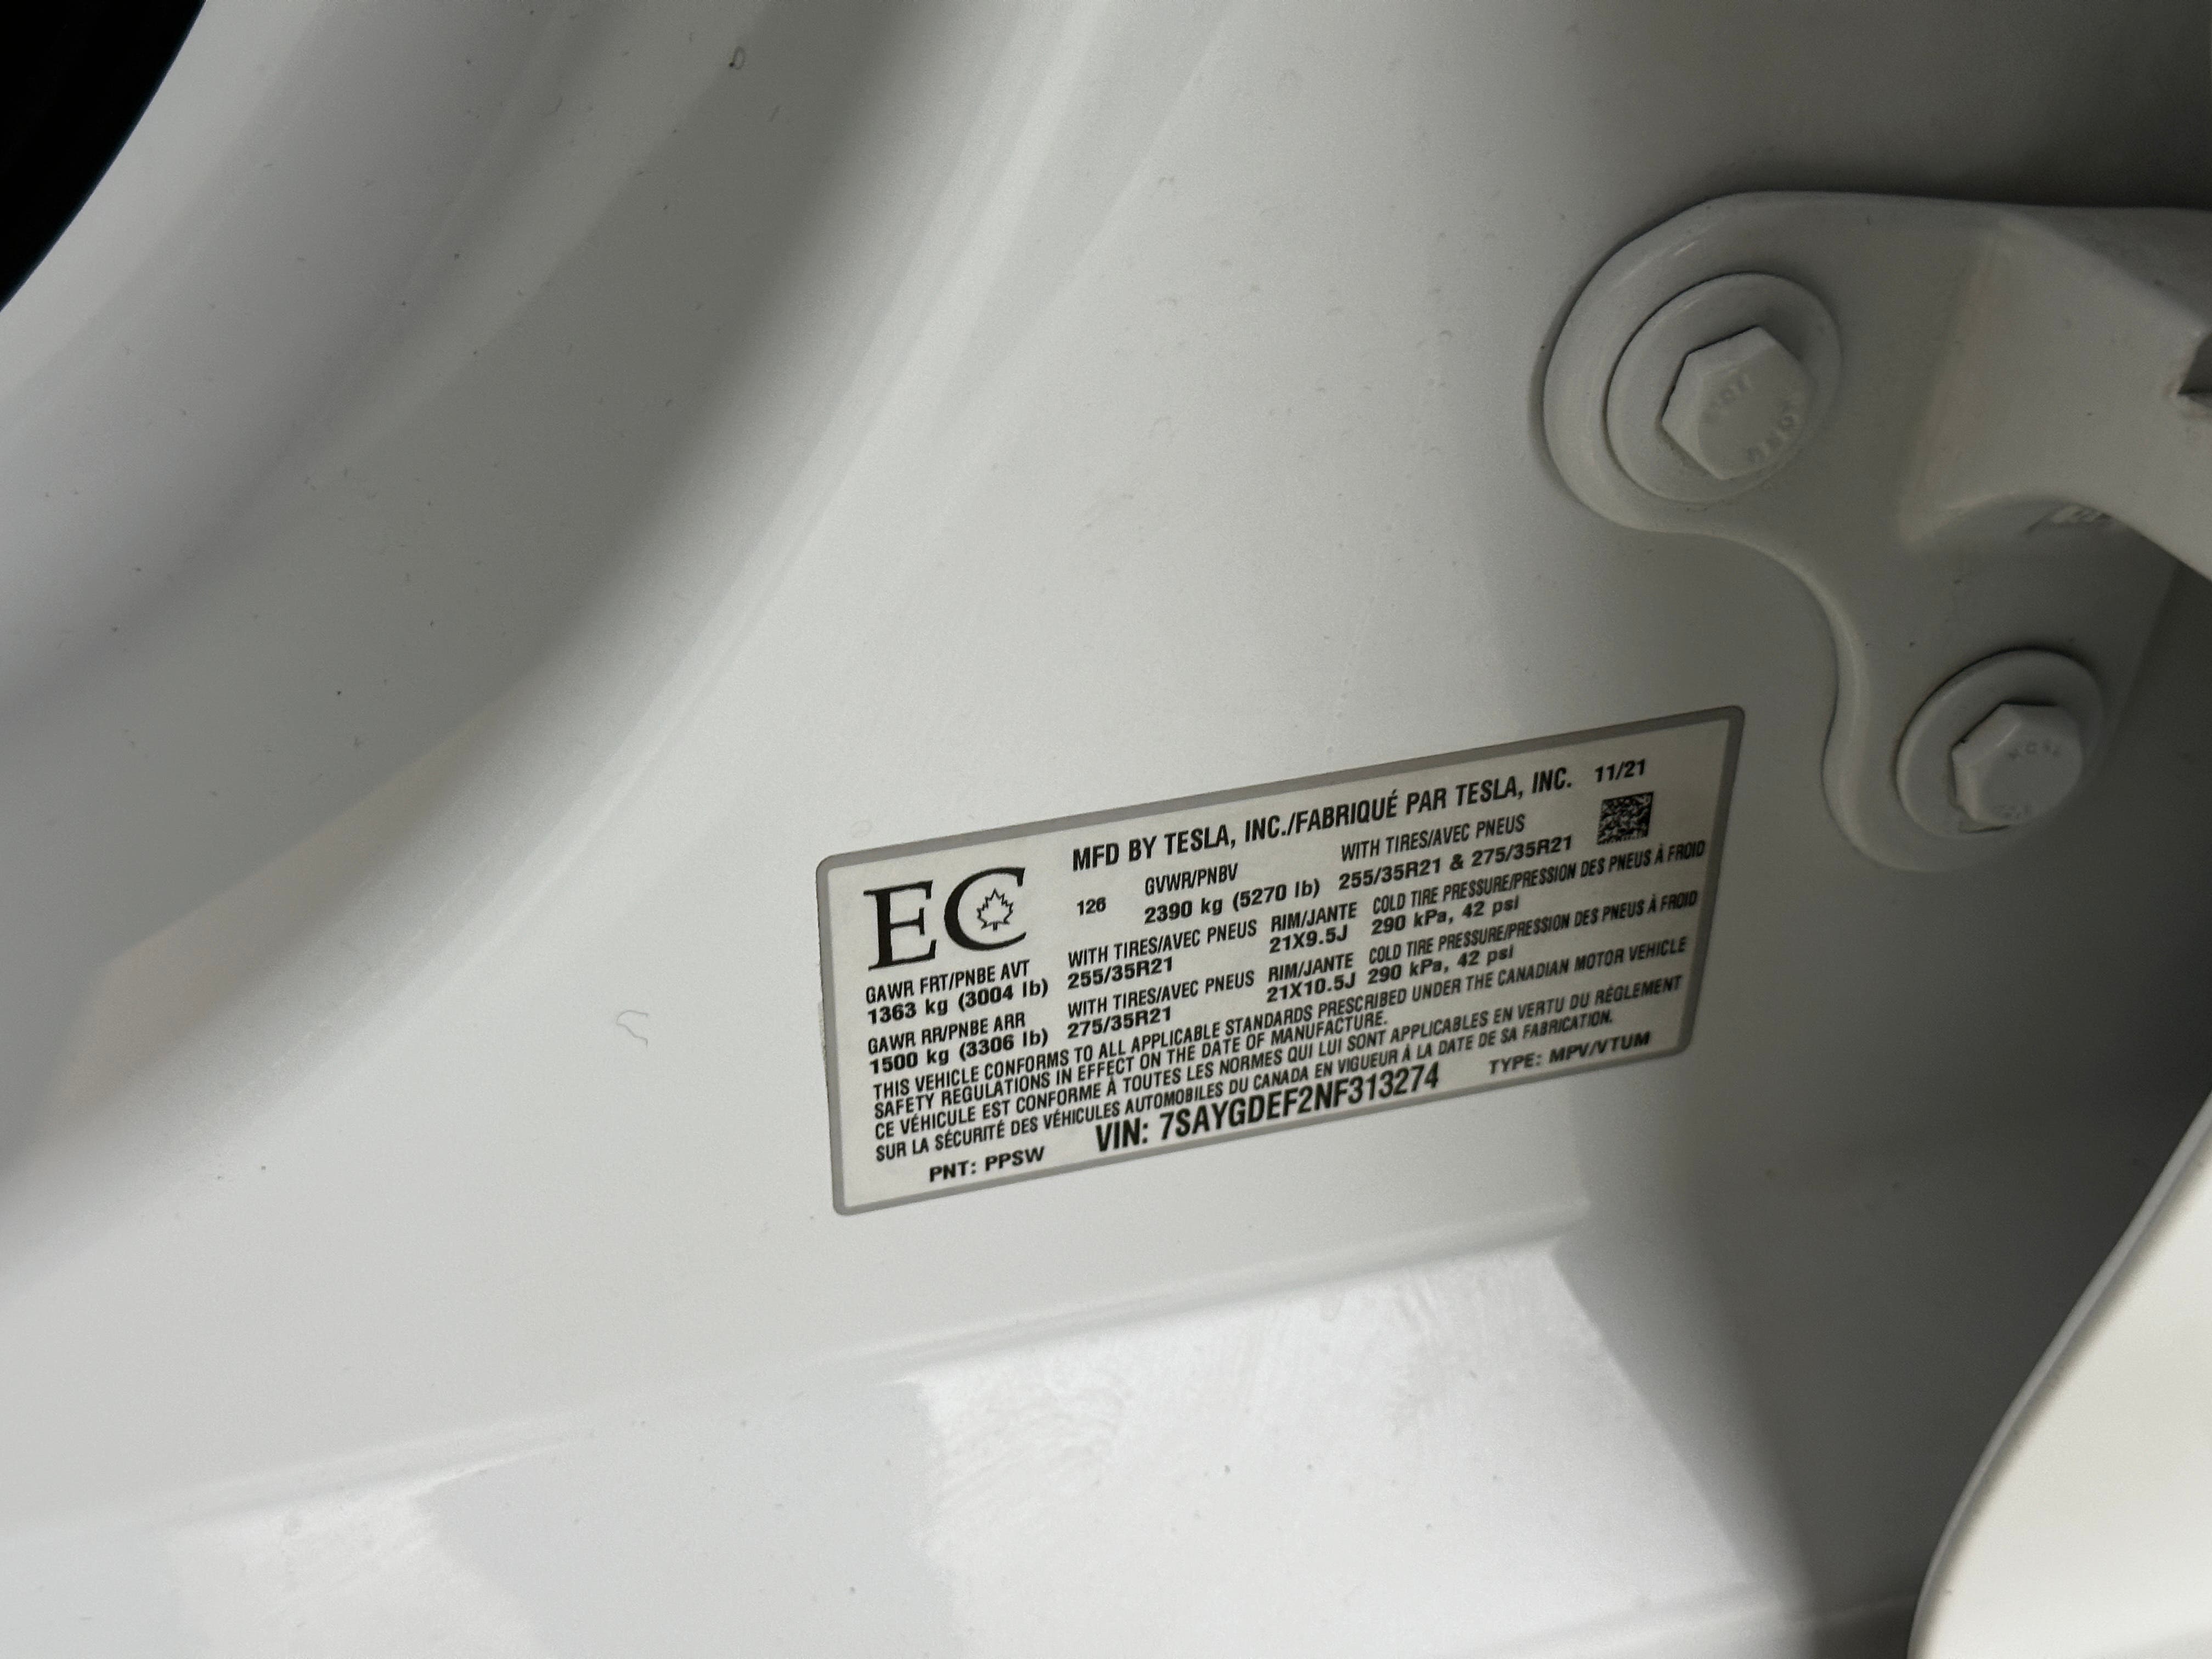 MFD BY TESLA, INC./FABRIQUÉ PAR TESLA, INC. 11/21
EC
126
GVWR/PNBV
2390 kg (5270 lb)
WITH TIRES/AVEC PNEUS
255/35R21 & 275/35R21
GAWR FRT/PNBE AVT WITH TIRES/AVEC PNEUS RIM/JANTE COLD TIRE PRESSURE/PRESSION DES PNEUS À FROID
1363 kg (3004 lb) 255/35R21 21X9.5J 290 kPa, 42 psi
GAWR RR/PNBE ARR WITH TIRES/AVEC PNEUS RIM/JANTE COLD TIRE PRESSURE/PRESSION DES PNEUS À FROID
1500 kg (3306 lb) 275/35R21 21X10.5J 290 kPa, 42 psi
THIS VEHICLE CONFORMS TO ALL APPLICABLE STANDARDS PRESCRIBED UNDER THE CANADIAN MOTOR VEHICLE
SAFETY REGULATIONS IN EFFECT ON THE DATE OF MANUFACTURE.
CE VÉHICULE EST CONFORME À TOUTES LES NORMES QUI LUI SONT APPLICABLES EN VERTU DU RÈGLEMENT
SUR LA SÉCURITÉ DES VÉHICULES AUTOMOBILES DU CANADA EN VIGUEUR À LA DATE DE SA FABRICATION.
PNT: PPSW VIN: 7SAYGDEF2NF313274 TYPE: MPV/VTUM